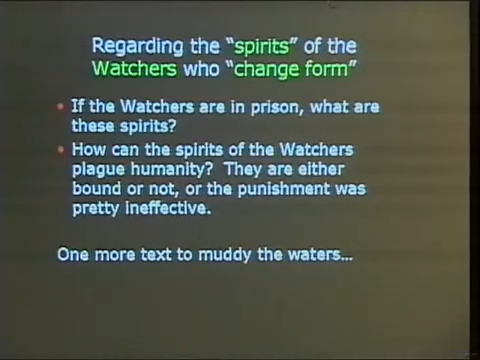 Regarding the “spirits” of the
Watchers who “change form”
If the Watchers are in prison, what are
these spirits?
How can the spirits of the Watchers
plague humanity? They are either
bound or not, or the punishment was
pretty ineffective.
One more text to muddy the waters…